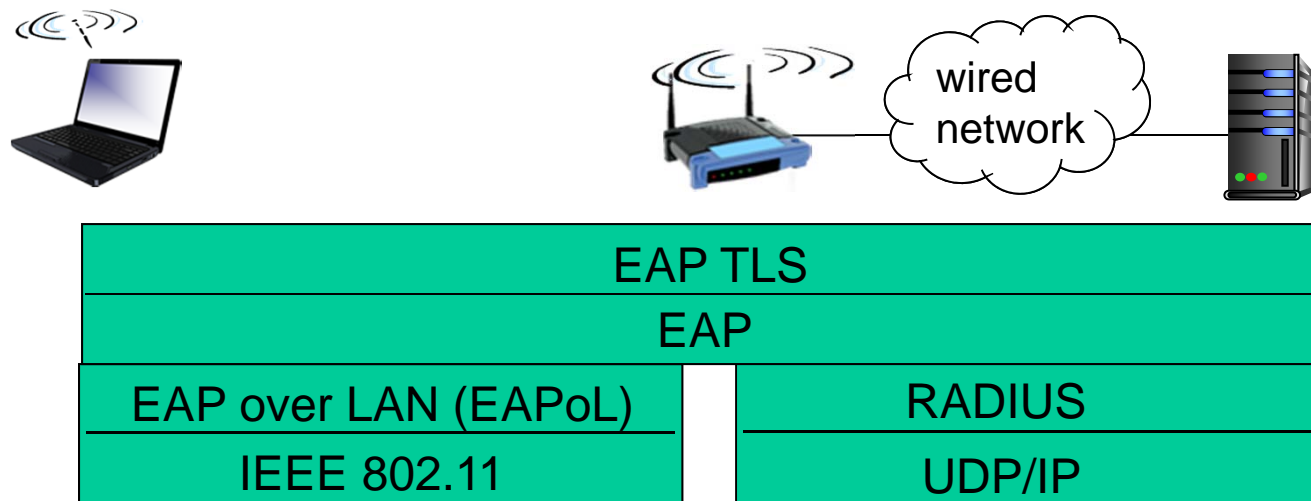 wired
network
EAP TLS
EAP
EAP over LAN (EAPoL)
RADIUS
IEEE 802.11
UDP/IP